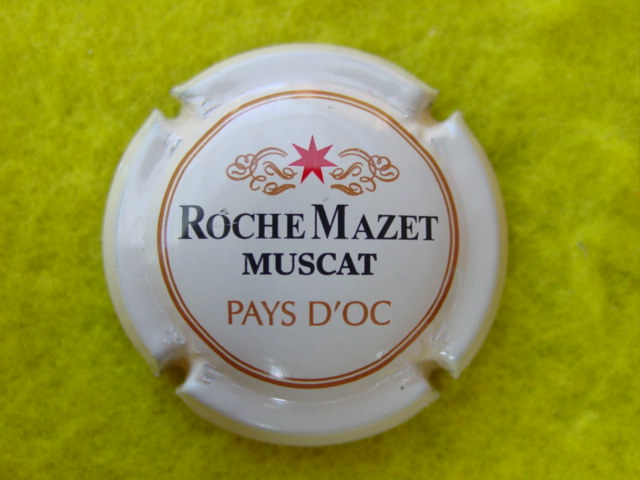 ROCHE MAZET
MUSCAT
PAYS D'OC